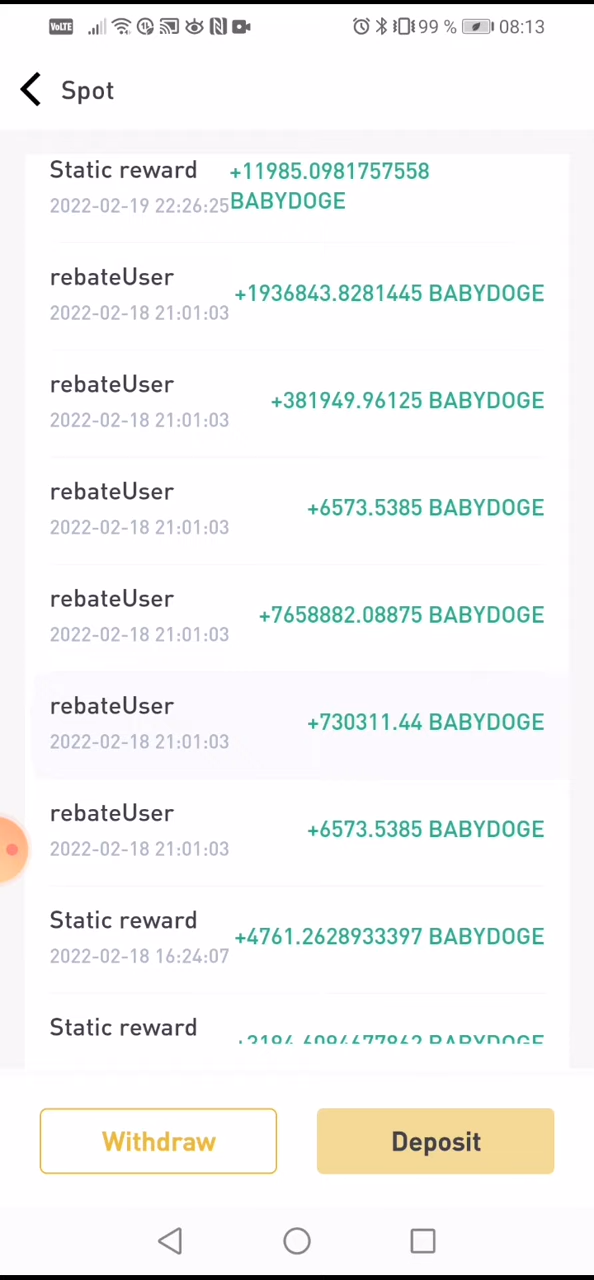 VoLTE 99 % 08:13
Spot
Static reward +11985.0981757558
2022-02-19 22:26:25 BABYDOGE
rebateUser
+1936843.8281445 BABYDOGE
2022-02-18 21:01:03
rebateUser
+381949.96125 BABYDOGE
2022-02-18 21:01:03
rebateUser
+6573.5385 BABYDOGE
2022-02-18 21:01:03
rebateUser
+7658882.08875 BABYDOGE
2022-02-18 21:01:03
rebateUser
+730311.44 BABYDOGE
2022-02-18 21:01:03
rebateUser
+6573.5385 BABYDOGE
2022-02-18 21:01:03
Static reward
+4761.2628933397 BABYDOGE
2022-02-18 16:24:07
Static reward
BABYDOGE
Withdraw
Deposit